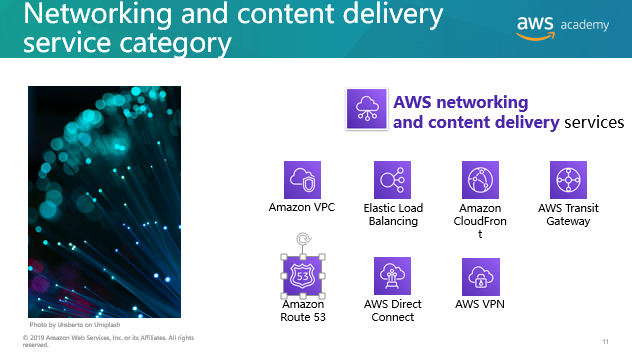 Networking and content delivery
service category
aws academy
AWS networking
and content delivery services
Amazon VPC
Elastic Load
Balancing
Amazon
CloudFron
t
AWS Transit
Gateway
53
Amazon
Route 53
AWS Direct
Connect
AWS VPN
Photo by Umberto on Unsplash
© 2019 Amazon Web Services, Inc. or its Affiliates. All rights
reserved.
11